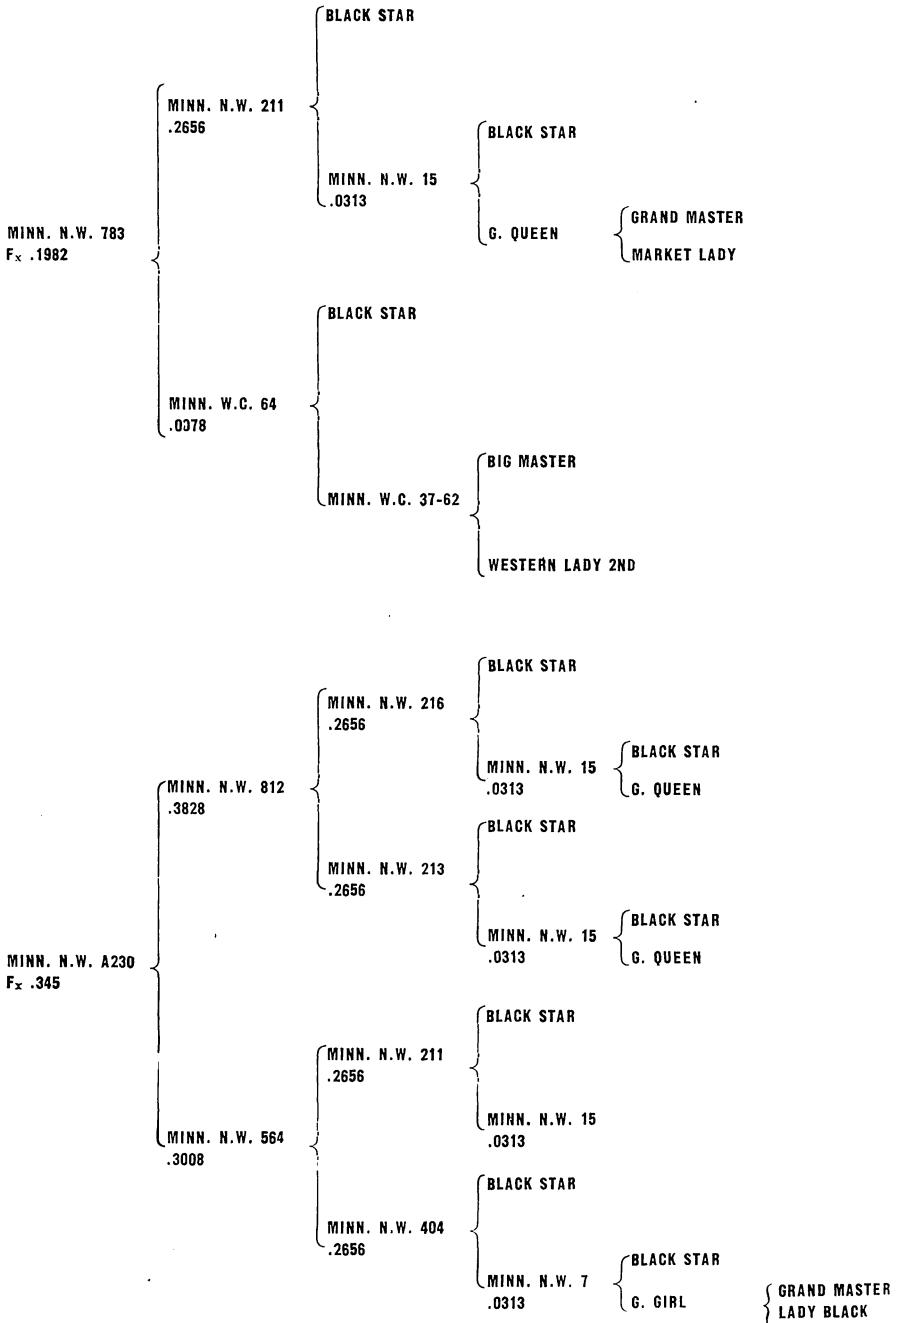 BLACK STAR
MINN. N.W. 211
.2656
BLACK STAR
MINN. N.W. 15
.0313
GRAND MASTER
G. QUEEN
MARKET LADY
MINN. N.W. 783
Fx .1982
BLACK STAR
MINN. W.C. 64
.0378
BIG MASTER
MINN. W.C. 37-62
WESTERN LADY 2ND
BLACK STAR
MINN. N.W. 216
.2656
BLACK STAR
MINN. N.W. 15
.0313
G. QUEEN
MINN. N.W. 812
.3828
BLACK STAR
MINN. N.W. 213
.2656
BLACK STAR
MINN. N.W. 15
.0313
G. QUEEN
MINN. N.W. A230
Fx .345
BLACK STAR
MINN. N.W. 211
.2656
MINN. N.W. 15
.0313
MINN. N.W. 564
.3008
BLACK STAR
MINN. N.W. 404
.2656
BLACK STAR
MINN. N.W. 7
.0313
G. GIRL
GRAND MASTER
LADY BLACK